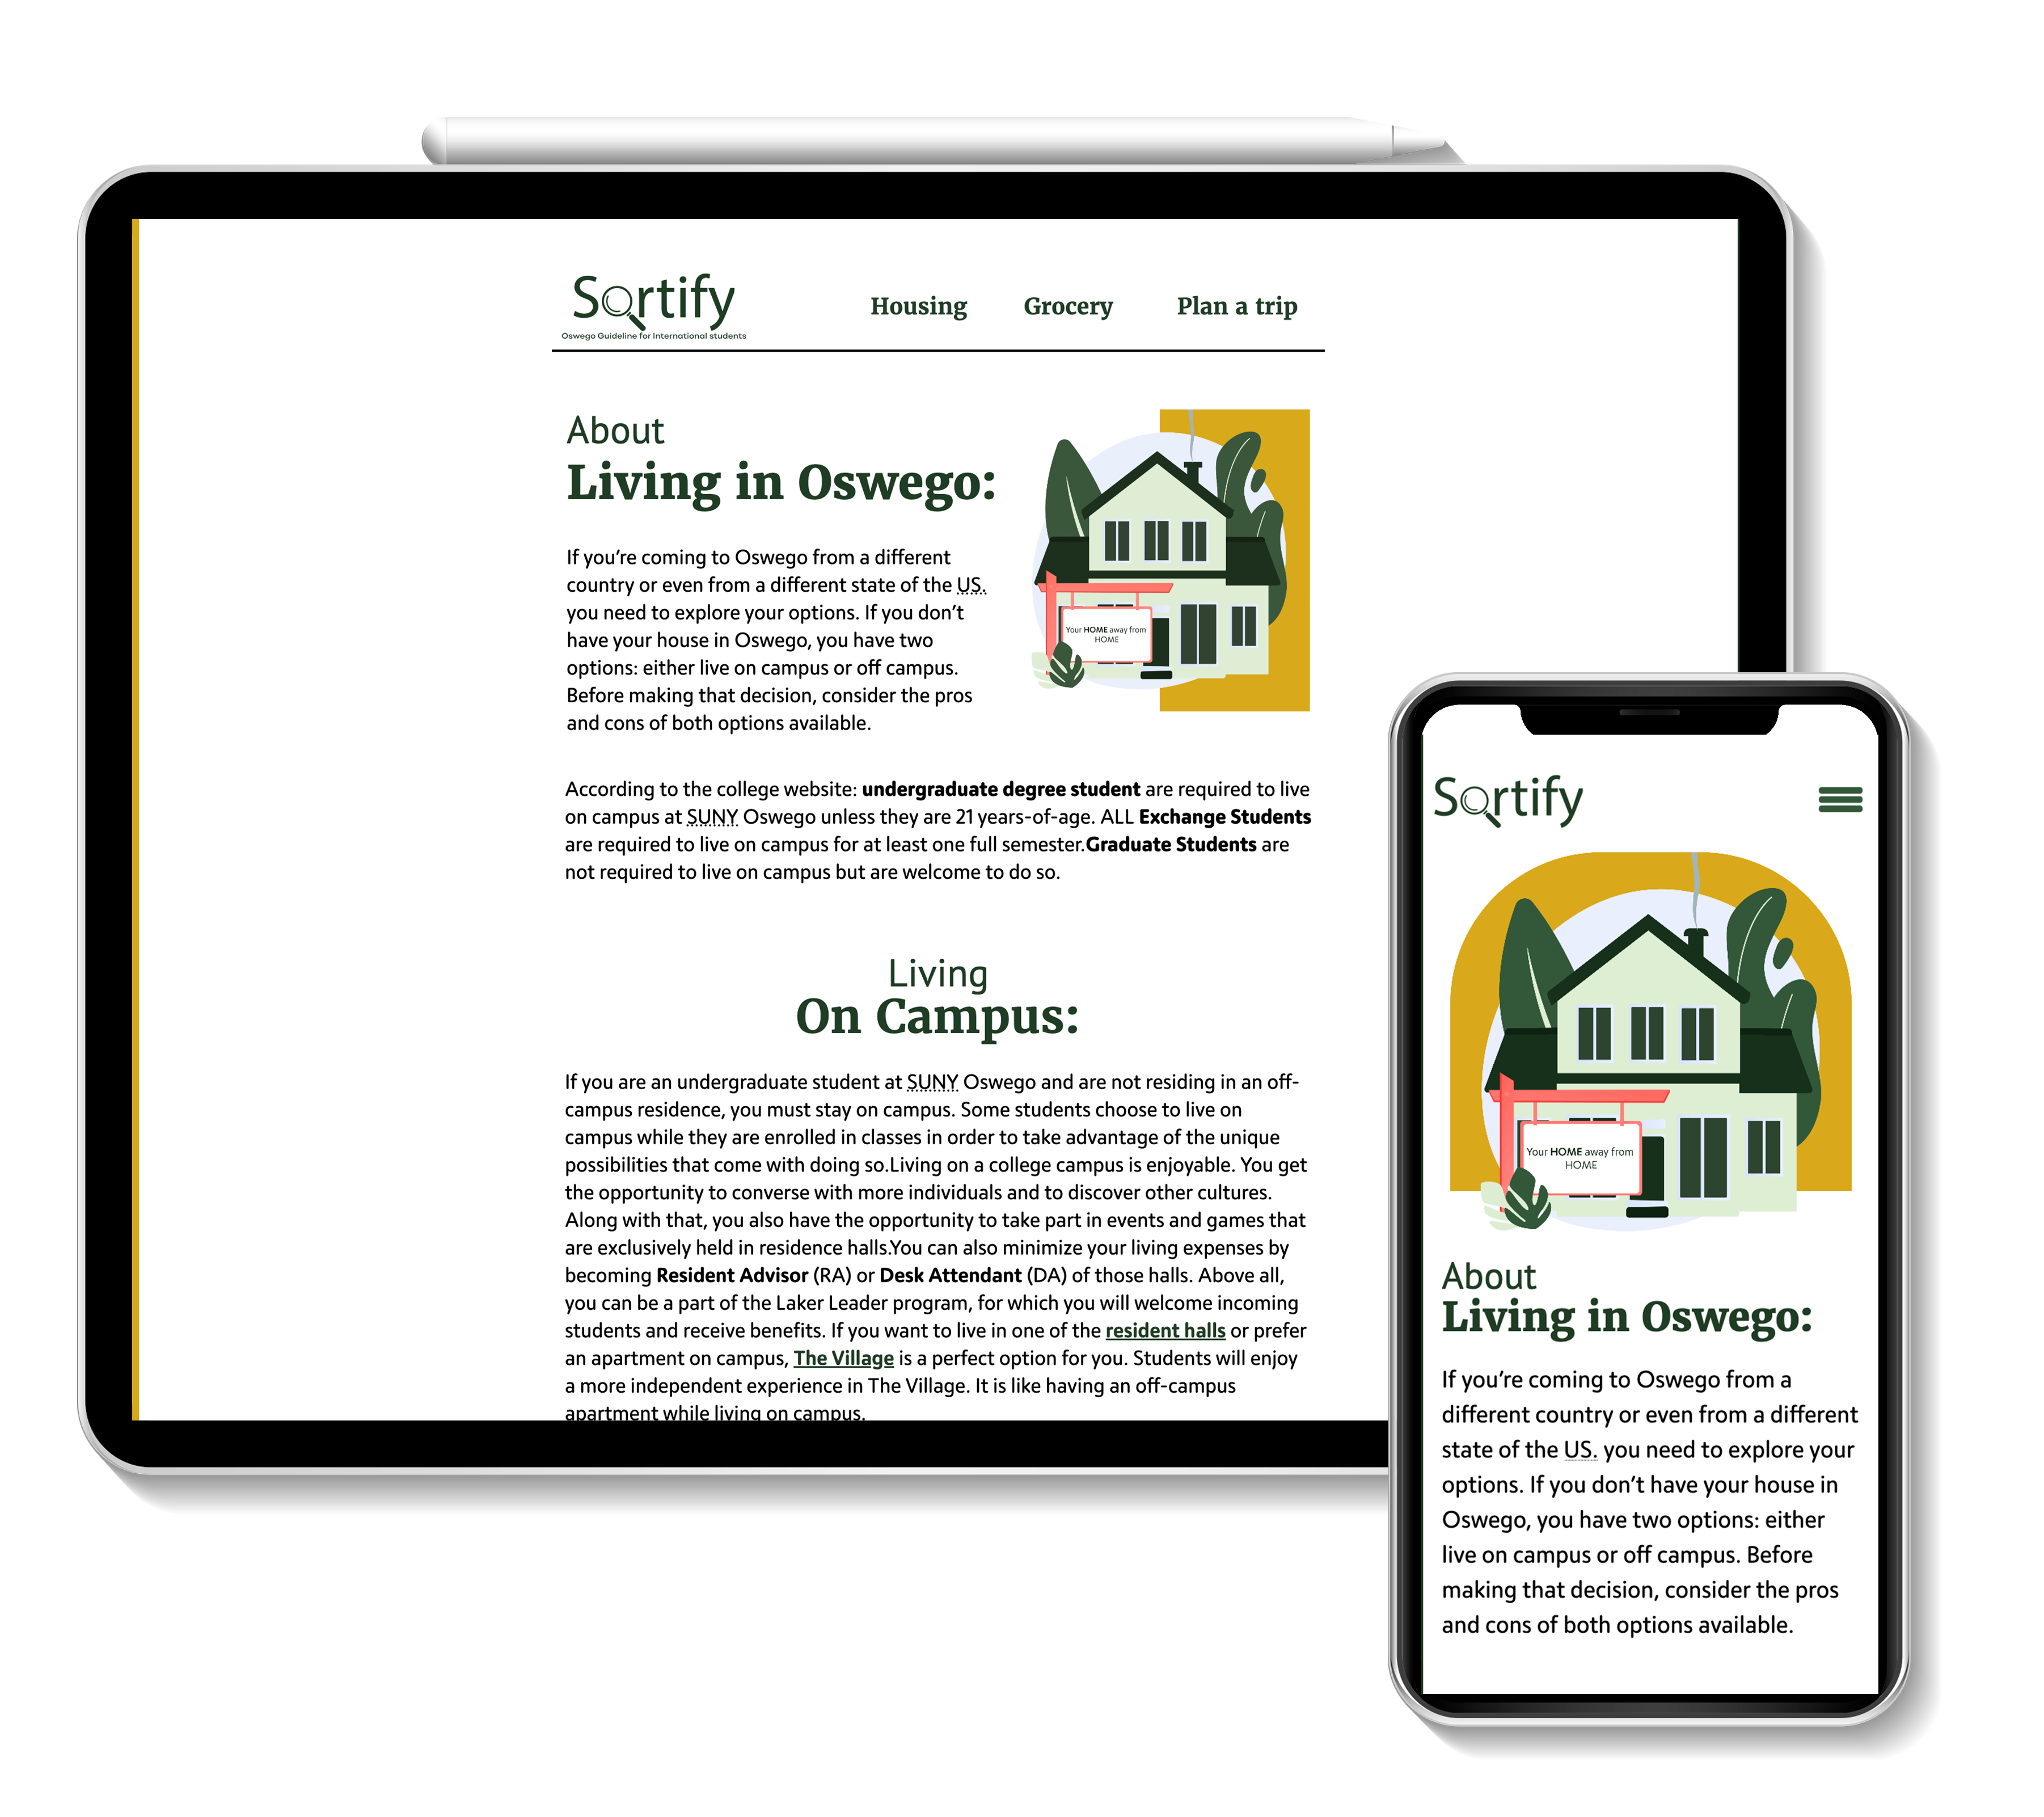 Sortify
Oswego Guideline for International students
Housing Grocery Plan a trip
About
Living in Oswego:
If you’re coming to Oswego from a different
country or even from a different state of the US.
you need to explore your options. If you don’t
have your house in Oswego, you have two
options: either live on campus or off campus.
Before making that decision, consider the pros
and cons of both options available.
Your HOME away from
HOME
According to the college website: undergraduate degree student are required to live
on campus at SUNY Oswego unless they are 21 years-of-age. ALL Exchange Students
are required to live on campus for at least one full semester.Graduate Students are
not required to live on campus but are welcome to do so.
Living
On Campus:
If you are an undergraduate student at SUNY Oswego and are not residing in an off-
campus residence, you must stay on campus. Some students choose to live on
campus while they are enrolled in classes in order to take advantage of the unique
possibilities that come with doing so.Living on a college campus is enjoyable. You get
the opportunity to converse with more individuals and to discover other cultures.
Along with that, you also have the opportunity to take part in events and games that
are exclusively held in residence halls.You can also minimize your living expenses by
becoming Resident Advisor (RA) or Desk Attendant (DA) of those halls. Above all,
you can be a part of the Laker Leader program, for which you will welcome incoming
students and receive benefits. If you want to live in one of the resident halls or prefer
an apartment on campus, The Village is a perfect option for you. Students will enjoy
a more independent experience in The Village. It is like having an off-campus
apartment while living on campus.
Sortify
Your HOME away from
HOME
About
Living in Oswego:
If you’re coming to Oswego from a
different country or even from a different
state of the US. you need to explore your
options. If you don’t have your house in
Oswego, you have two options: either
live on campus or off campus. Before
making that decision, consider the pros
and cons of both options available.